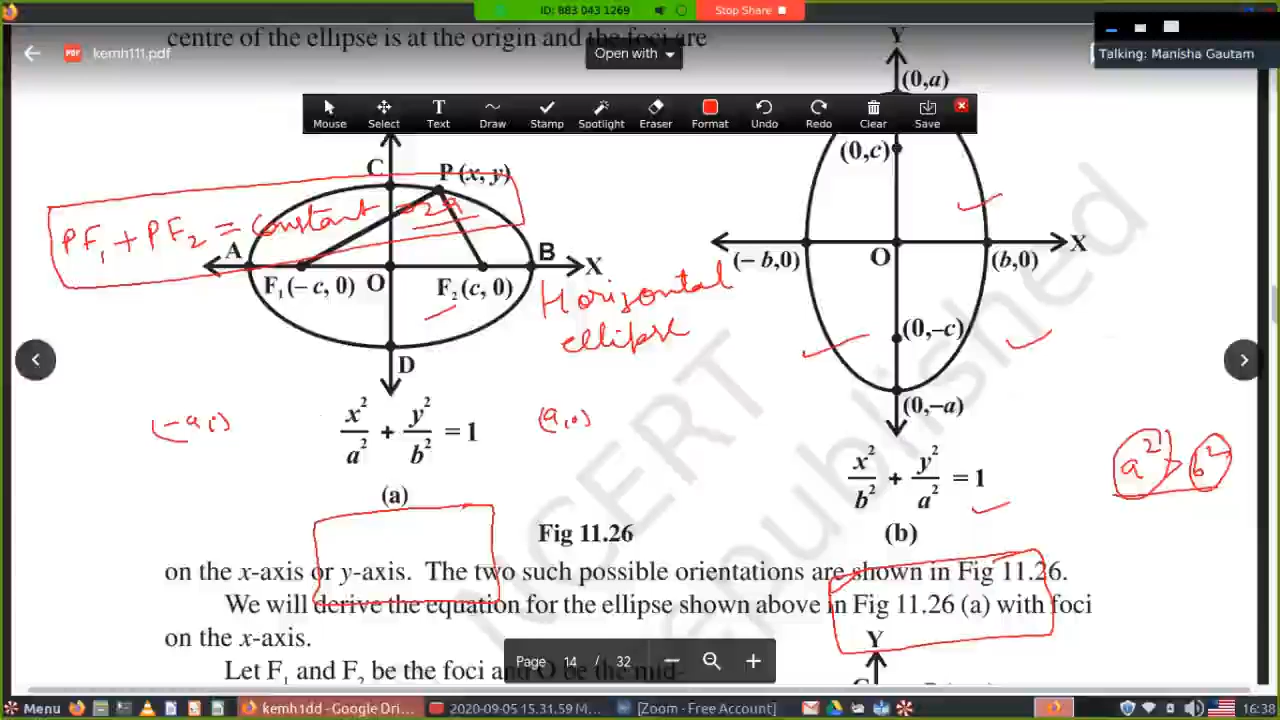 ID: 883 043 1269
Stop Share
centre of the ellipse is at the origin and the foci are
kemh111.pdf
Open with
Talking: Manisha Gautam
Mouse
Select
Text
Draw
Stamp
Spotlight
Eraser
Format
Undo
Redo
Clear
Save
Y
(0,a)
(0,c)
C
P (x, y)
PF₁ + PF₂ = Constant = 2a
A
B
X
F₁(– c, 0)
O
F₂(c, 0)
Horizontal
ellipse
D
(– b,0)
O
(b,0)
X
(0,–c)
(0,–a)
(a,0)
x²/a² + y²/b² = 1
(a)
x²/b² + y²/a² = 1
(b)
a² > b²
Fig 11.26
on the x-axis or y-axis. The two such possible orientations are shown in Fig 11.26.
We will derive the equation for the ellipse shown above in Fig 11.26 (a) with foci
on the x-axis.
Y
Let F₁ and F₂ be the foci and O be the mid-
Page 14 / 32
NCERT
republished
Menu
kemh1dd - Google Dri...
2020-09-05 15.31.59 M...
[Zoom - Free Account]
16:38